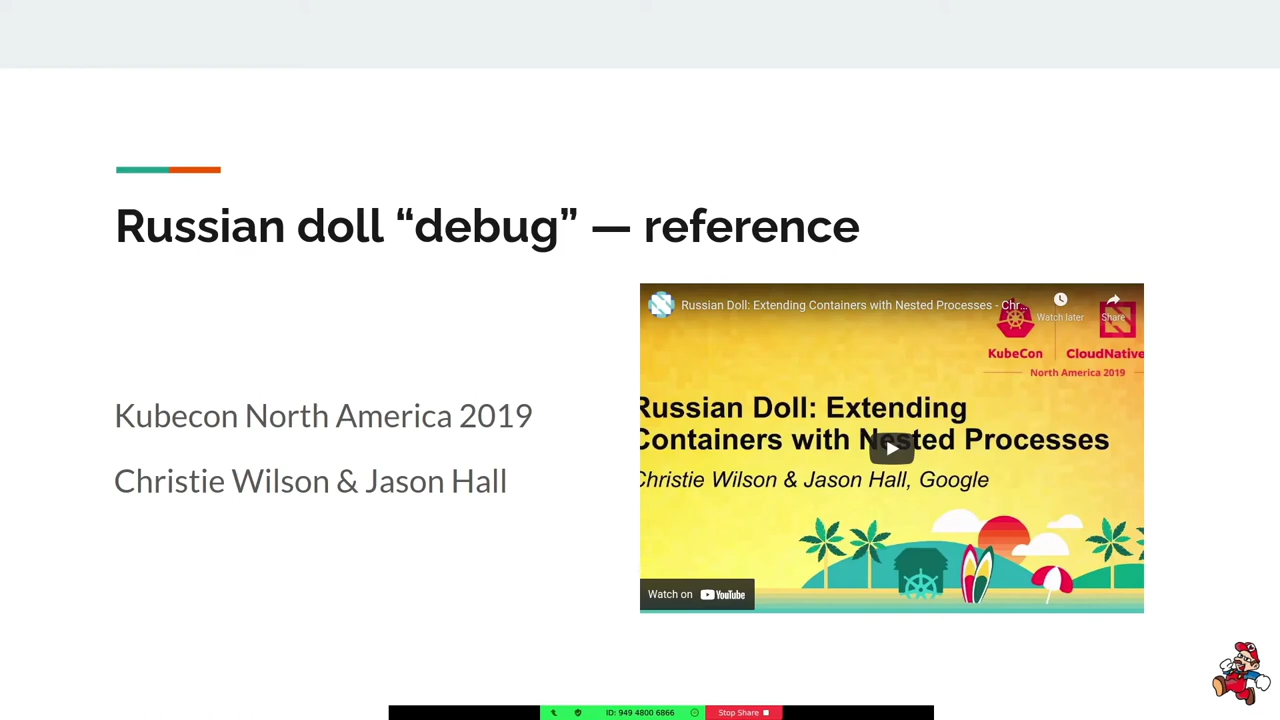 Russian doll “debug” — reference
Kubecon North America 2019
Christie Wilson & Jason Hall
Russian Doll: Extending Containers with Nested Processes - Chr...
Watch later
Share
KubeCon
CloudNative
North America 2019
Russian Doll: Extending
Containers with Nested Processes
Christie Wilson & Jason Hall, Google
Watch on YouTube
ID: 949 4800 6866
Stop Share